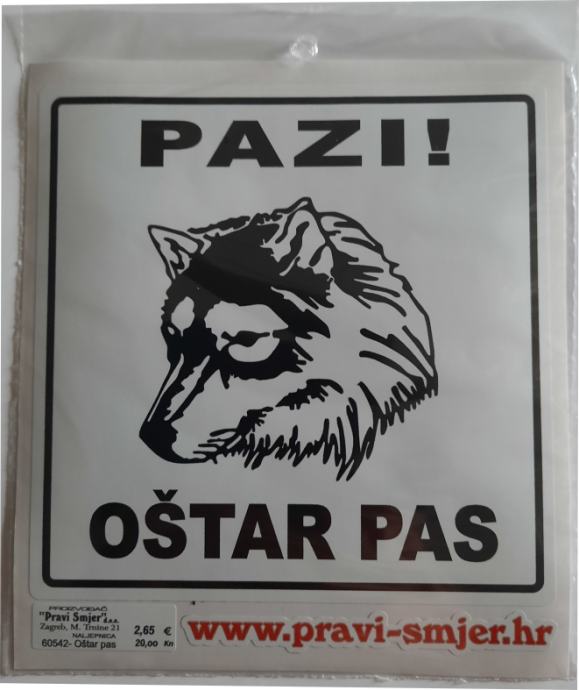 PAZI!
OŠTAR PAS
PROIZVOĐAČ
"Pravi Smjer" d.o.o.
Zagreb, M. Trnine 21
NALJEPNICA
60542- Oštar pas
2,65 €
20,00 Kn
www.pravi-smjer.hr